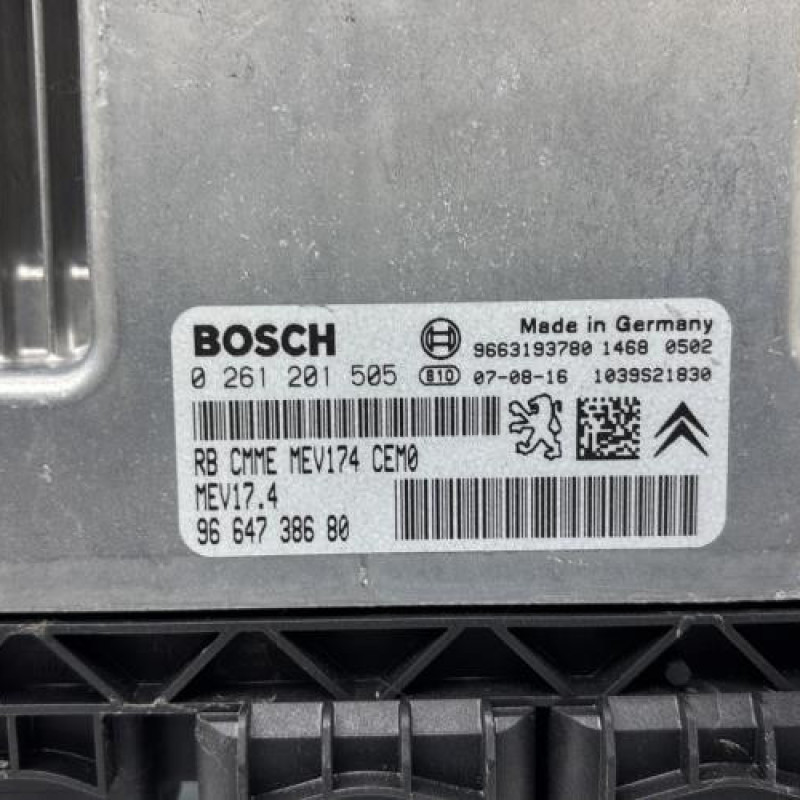 BOSCH
Made in Germany
9663193780 1468 0502
0 261 201 505 B10 07-08-16 1039S21830
RB CMME MEV174 CEM0
MEV17.4
96 647 386 80